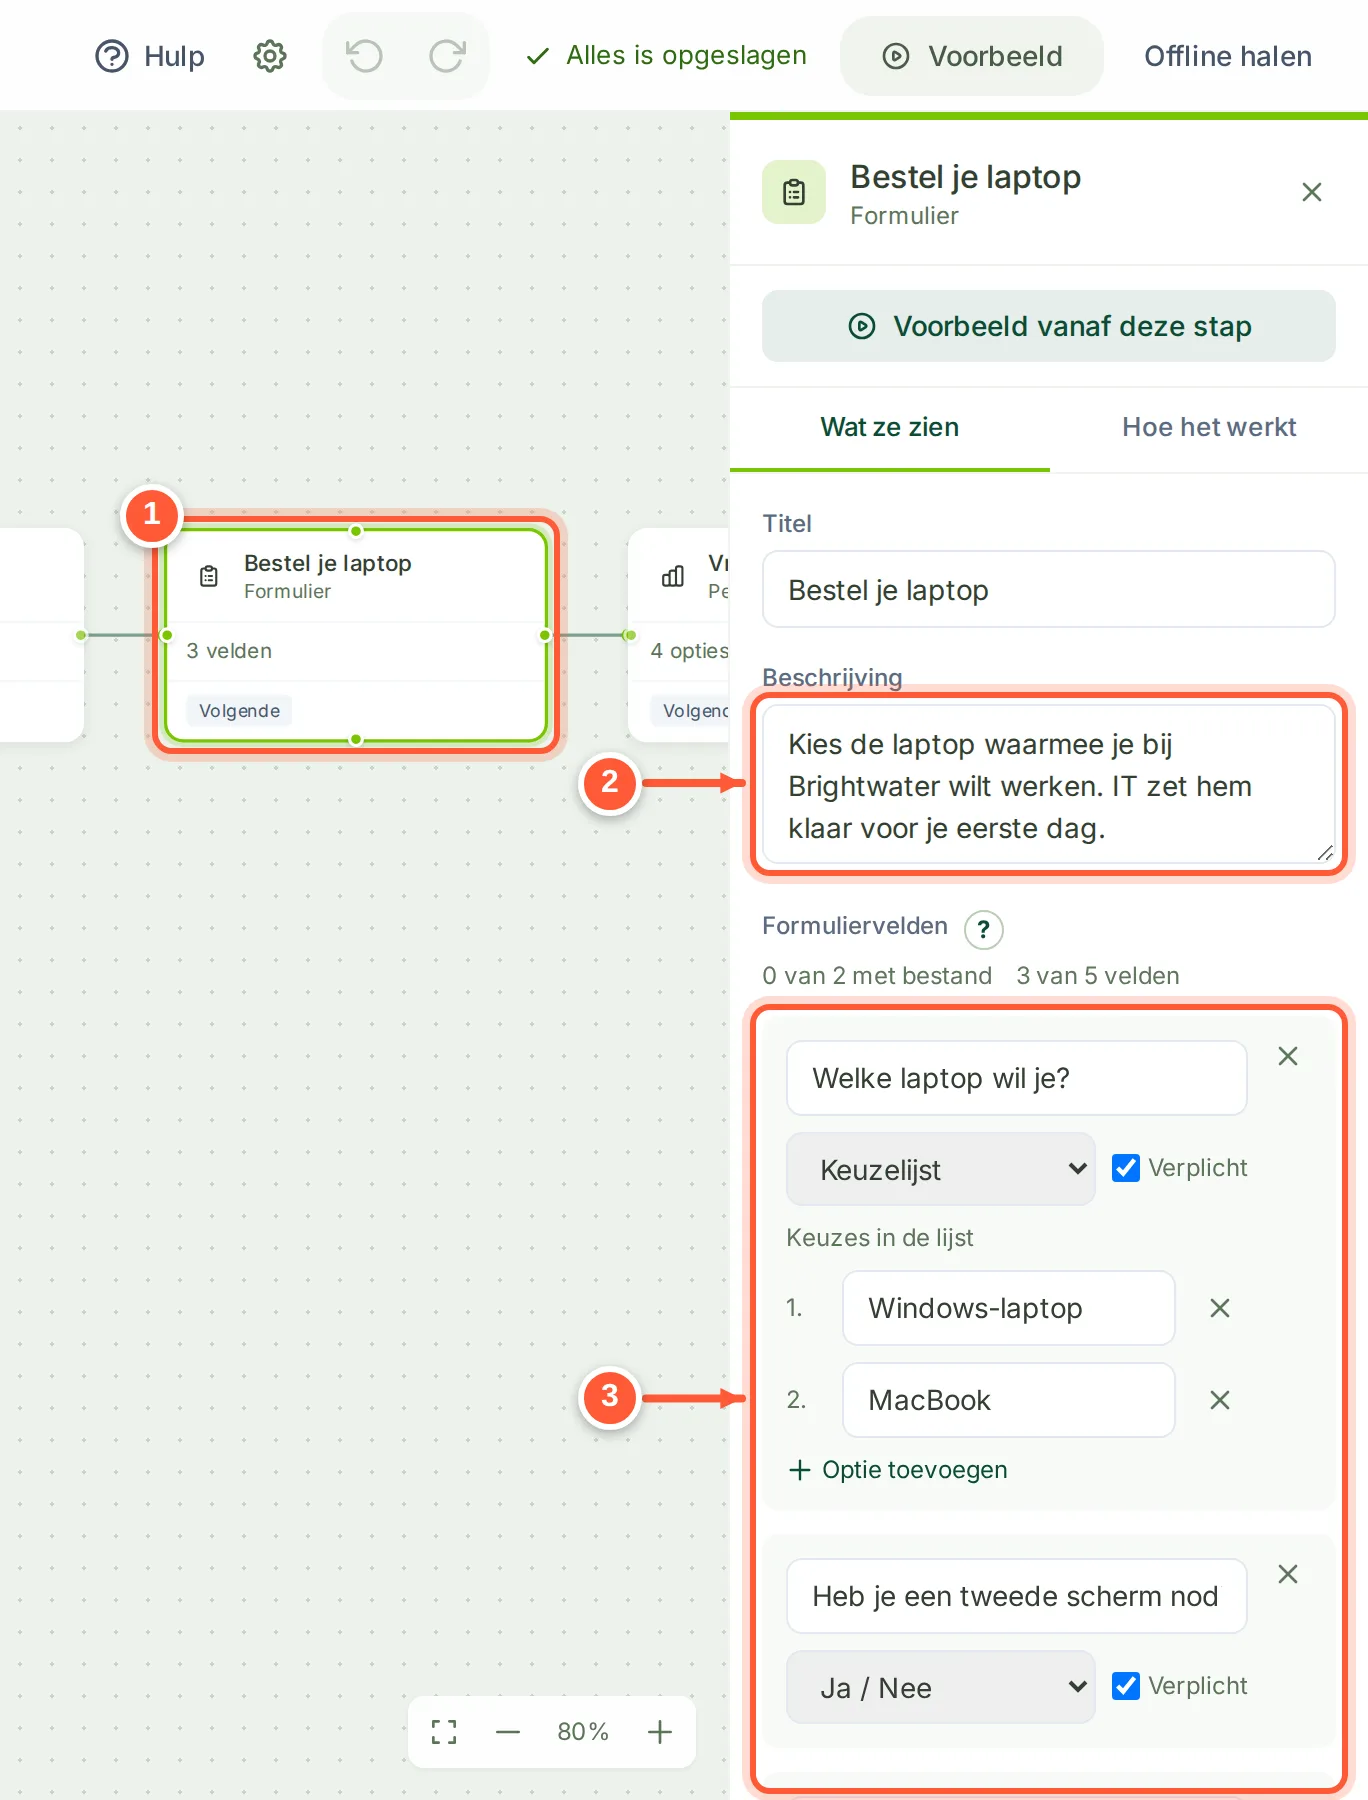 Hulp
Alles is opgeslagen
Voorbeeld
Offline halen
Bestel je laptop
Formulier
Voorbeeld vanaf deze stap
Wat ze zien
Hoe het werkt
Titel
Bestel je laptop
1
Bestel je laptop
Formulier
3 velden
Volgende
4 opties
Beschrijving
2
Kies de laptop waarmee je bij
Brightwater wilt werken. IT zet hem
klaar voor je eerste dag.
Formuliervelden ?
0 van 2 met bestand 3 van 5 velden
Welke laptop wil je?
Keuzelijst
Verplicht
Keuzes in de lijst
1. Windows-laptop
3
2. MacBook
+ Optie toevoegen
Heb je een tweede scherm nod
Ja / Nee
Verplicht
80%